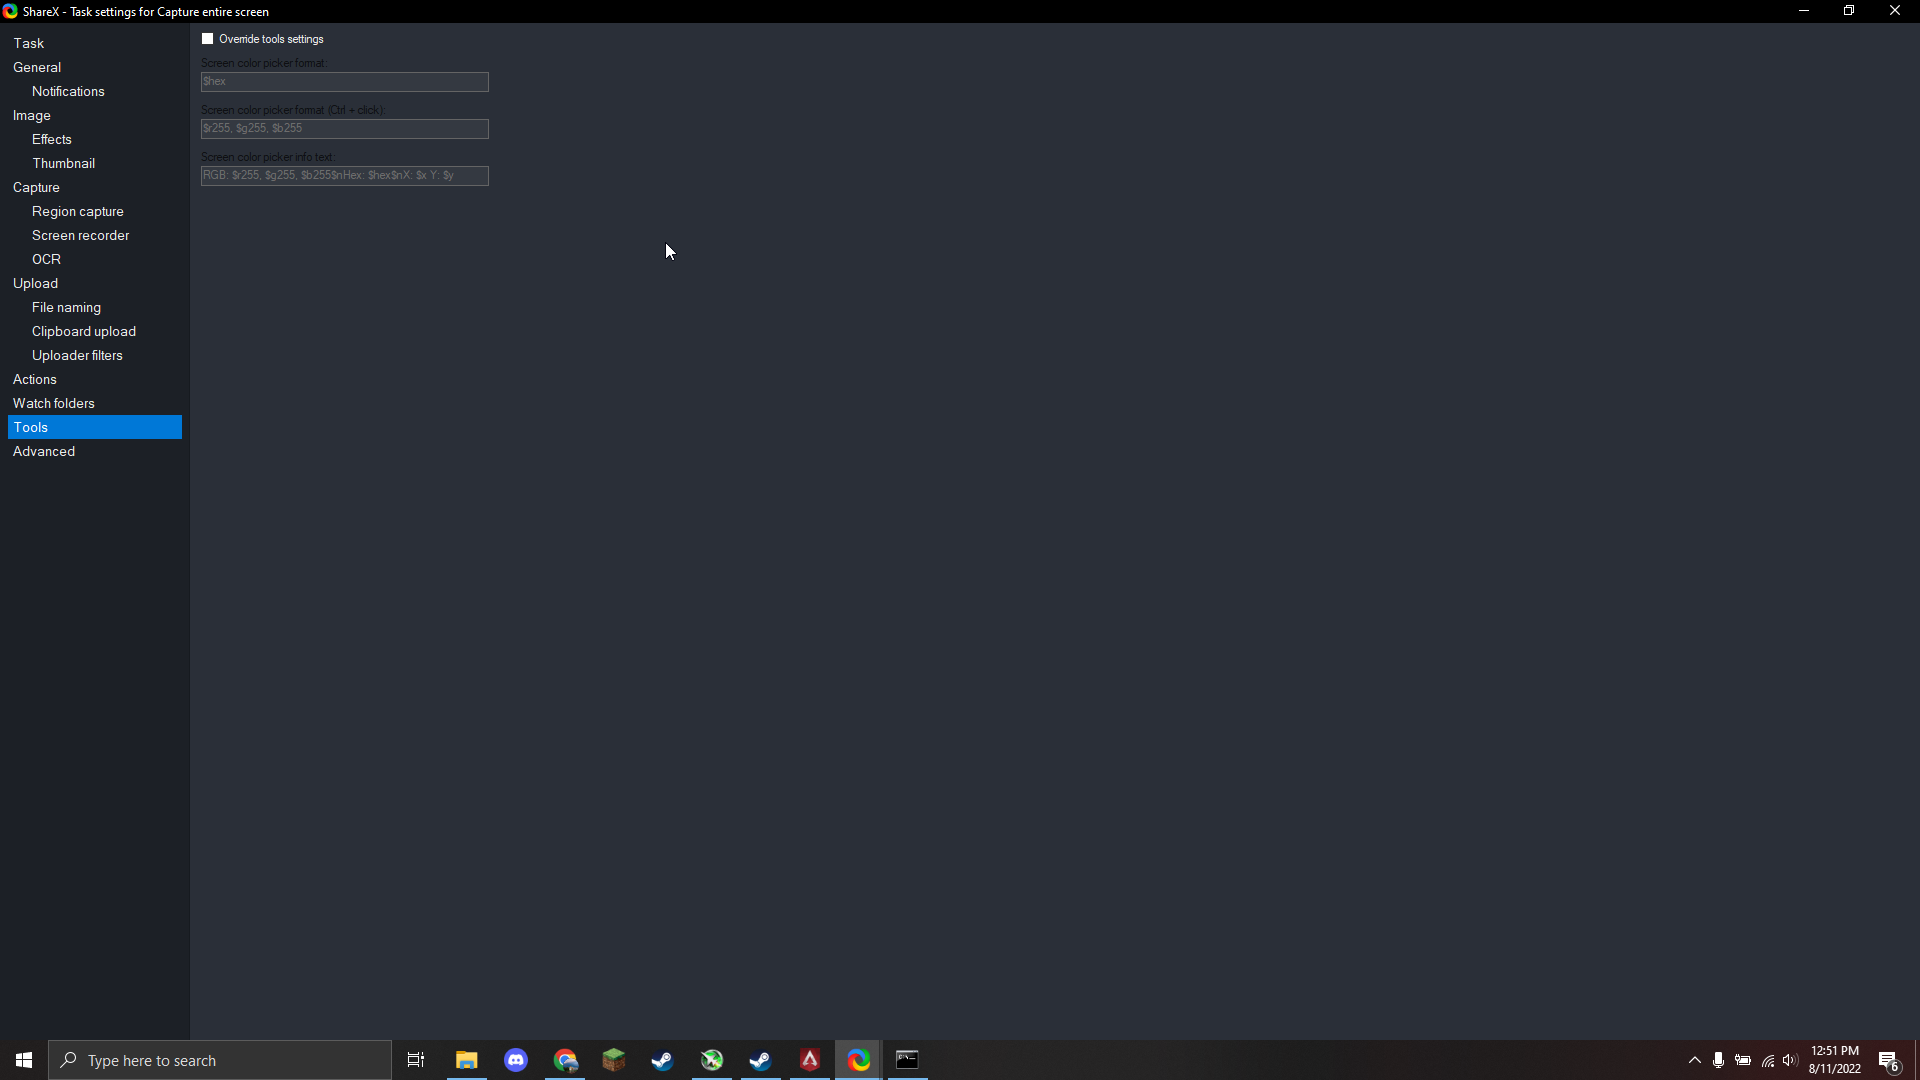 ShareX - Task settings for Capture entire screen
Task
General
Notifications
Image
Effects
Thumbnail
Capture
Region capture
Screen recorder
OCR
Upload
File naming
Clipboard upload
Uploader filters
Actions
Watch folders
Tools
Advanced
Override tools settings
Screen color picker format:
$hex
Screen color picker format (Ctrl + click):
$r255, $g255, $b255
Screen color picker info text:
RGB: $r255, $g255, $b255$nHex: $hex$nX: $x Y: $y
Type here to search
12:51 PM
8/11/2022
6